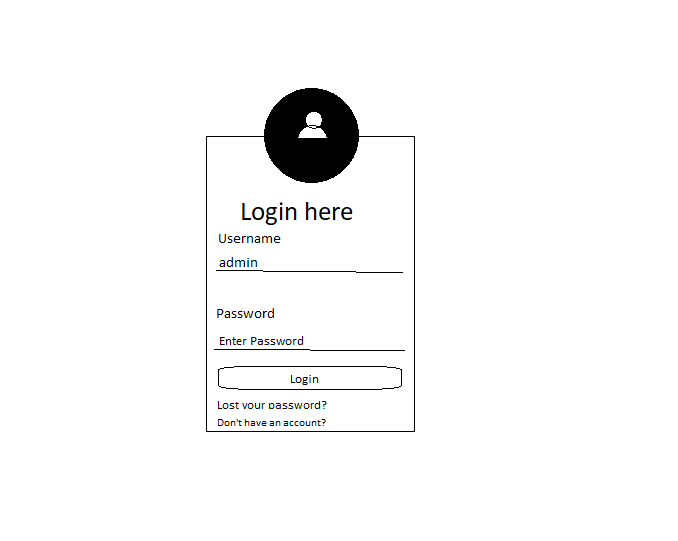 Login here
Username
admin
Password
Enter Password
Login
Lost your password?
Don't have an account?